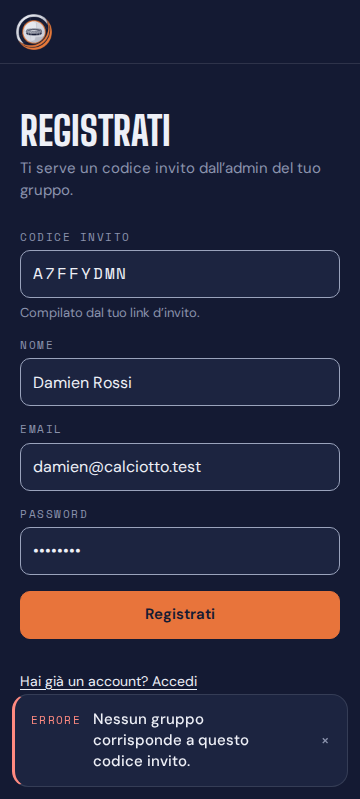 REGISTRATI
Ti serve un codice invito dall'admin del tuo
gruppo.
CODICE INVITO
A7FFYDMN
Compilato dal tuo link d'invito.
NOME
Damien Rossi
EMAIL
damien@calciotto.test
PASSWORD
••••••••
Registrati
Hai già un account? Accedi
ERRORE
Nessun gruppo
corrisponde a questo
codice invito.
×